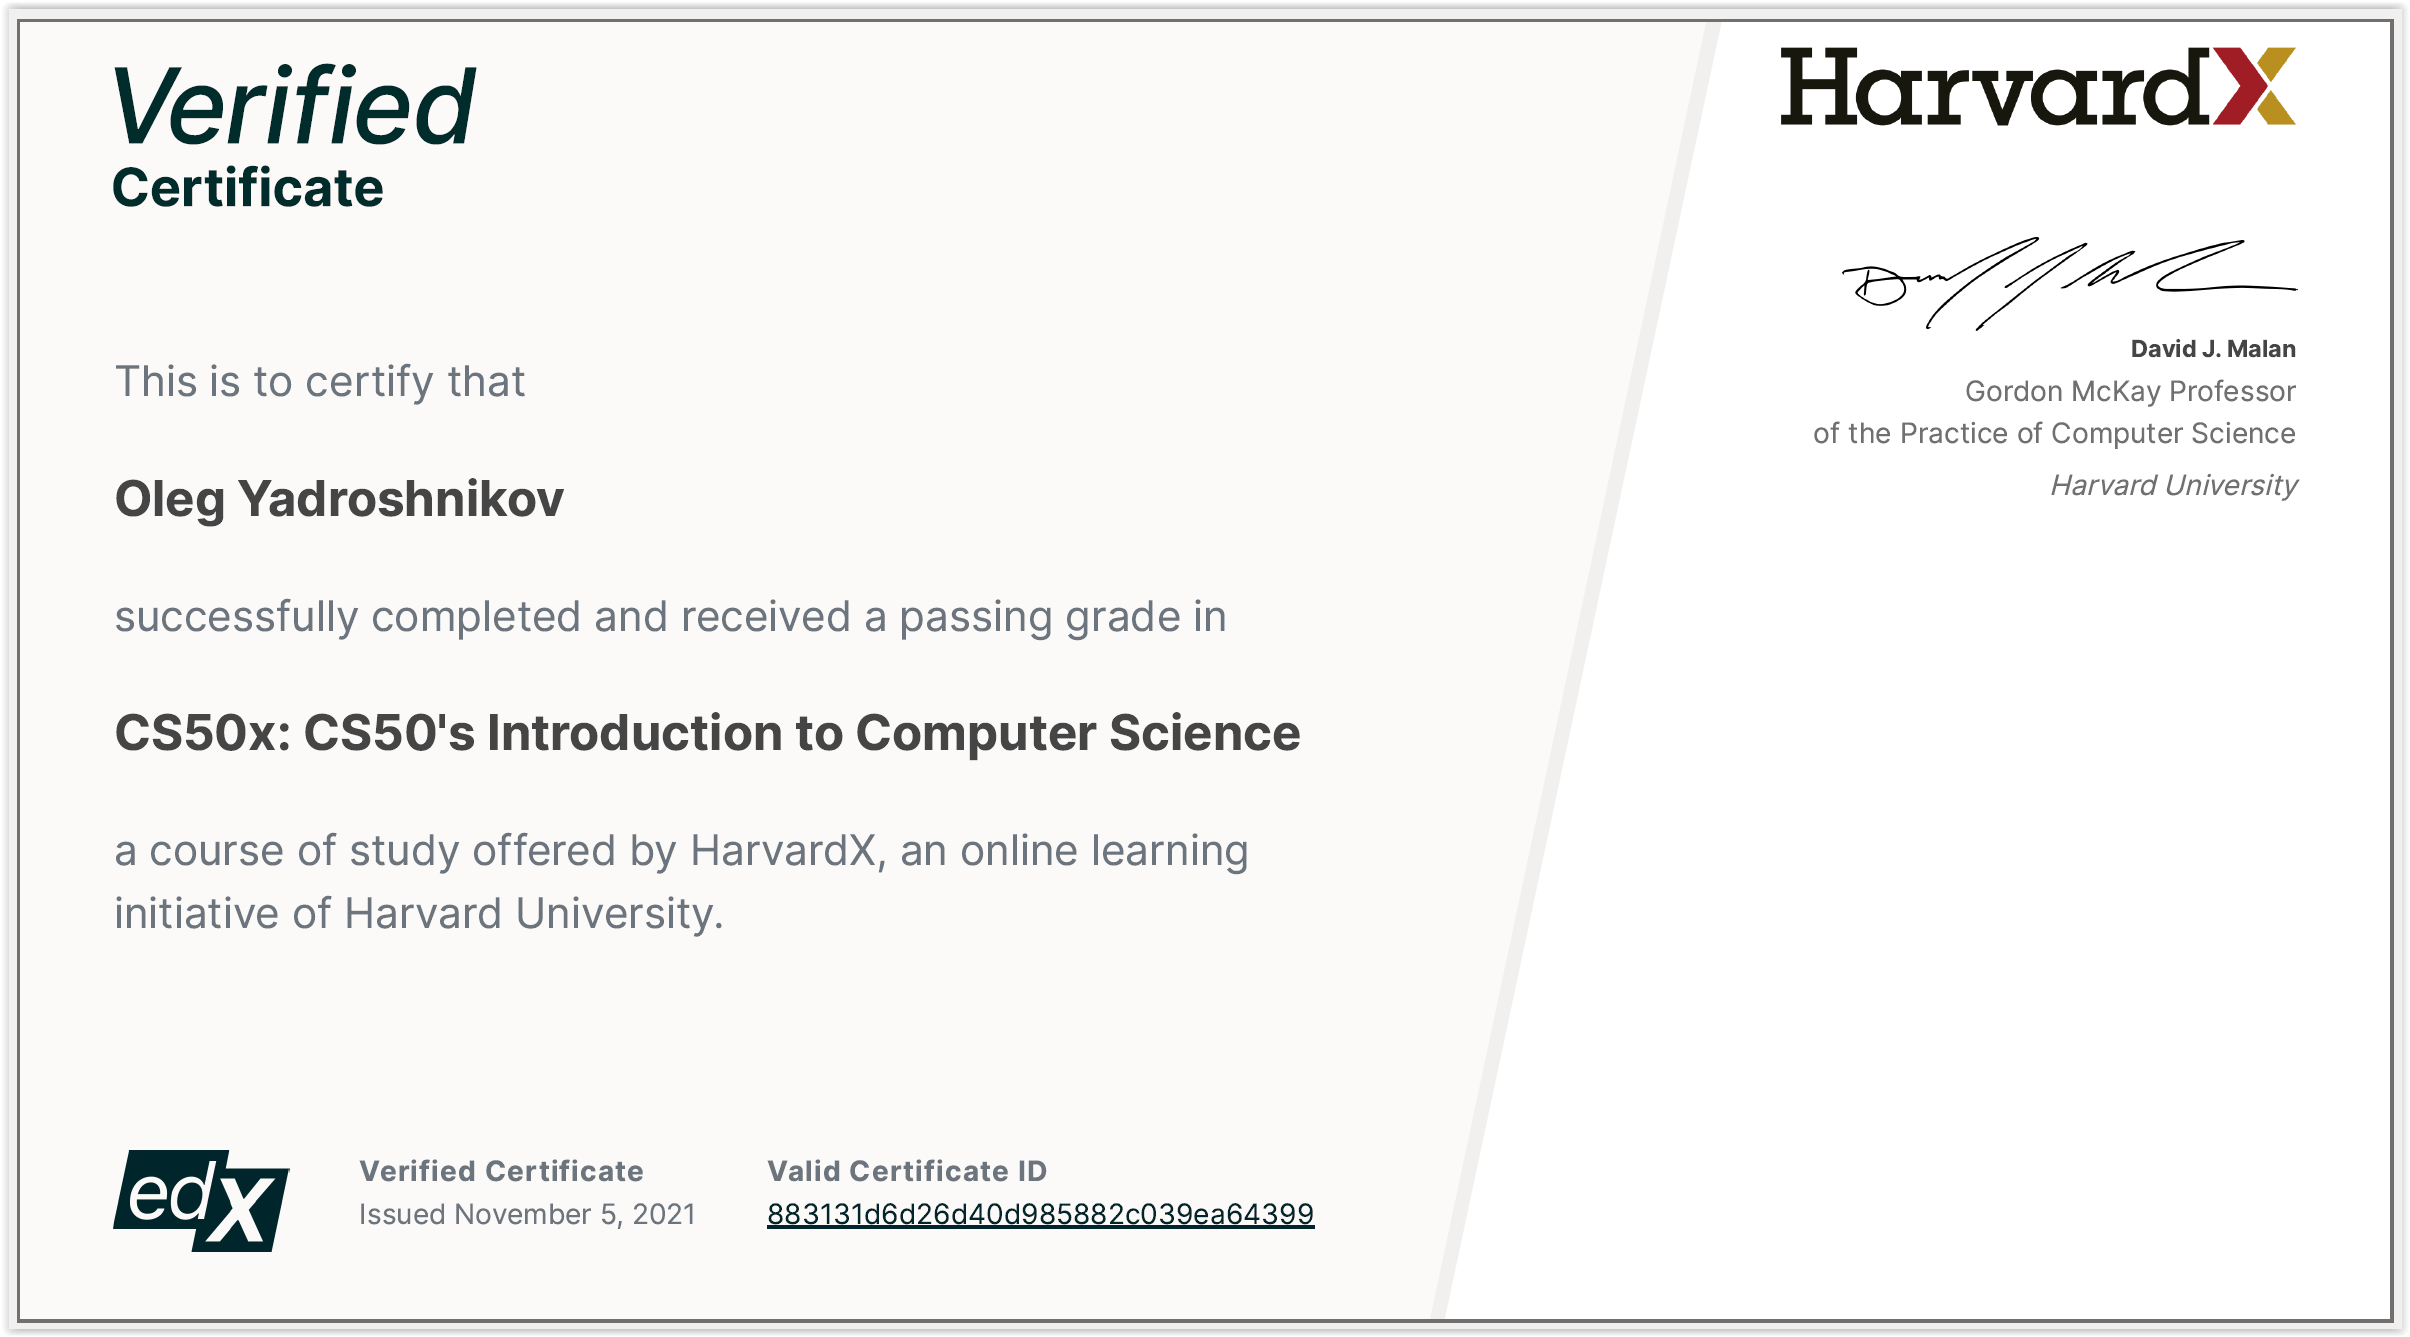 Verified
Certificate
This is to certify that
Oleg Yadroshnikov
successfully completed and received a passing grade in
CS50x: CS50's Introduction to Computer Science
a course of study offered by HarvardX, an online learning
initiative of Harvard University.
edX
Verified Certificate
Issued November 5, 2021
Valid Certificate ID
883131d6d26d40d985882c039ea64399
HarvardX
David J. Malan
Gordon McKay Professor
of the Practice of Computer Science
Harvard University